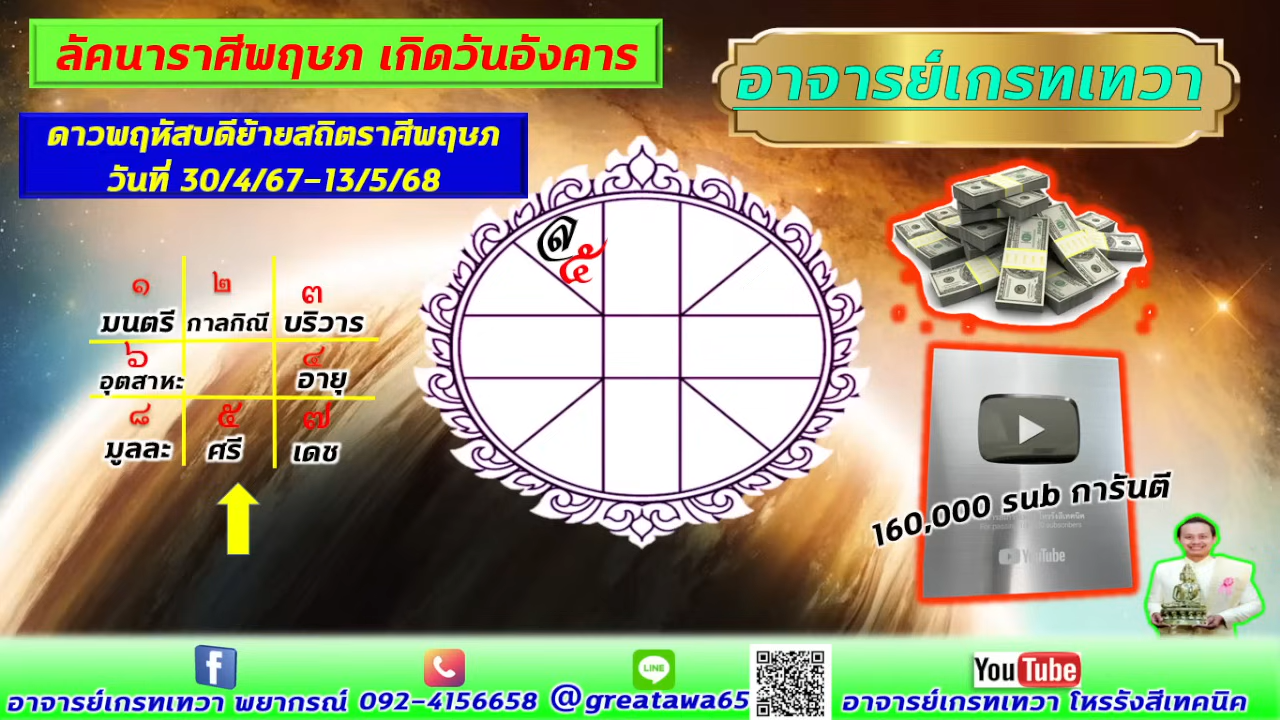 ลัคนาราศีพฤษภ เกิดวันอังคาร
อาจารย์เกรทเทวา
ดาวพฤหัสบดีย้ายสถิตราศีพฤษภ
วันที่ 30/4/67-13/5/68
ล
๕
๑ ๒ ๓
มนตรี กาลกิณี บริวาร
๖ ๔
อุตสาหะ อายุ
๘ ๕ ๗
มูลละ ศรี เดช
160,000 sub การันตี
YouTube
LINE
YouTube
อาจารย์เกรทเทวา พยากรณ์ 092-4156658 @greatawa65 อาจารย์เกรทเทวา โหรรังสีเทคนิค